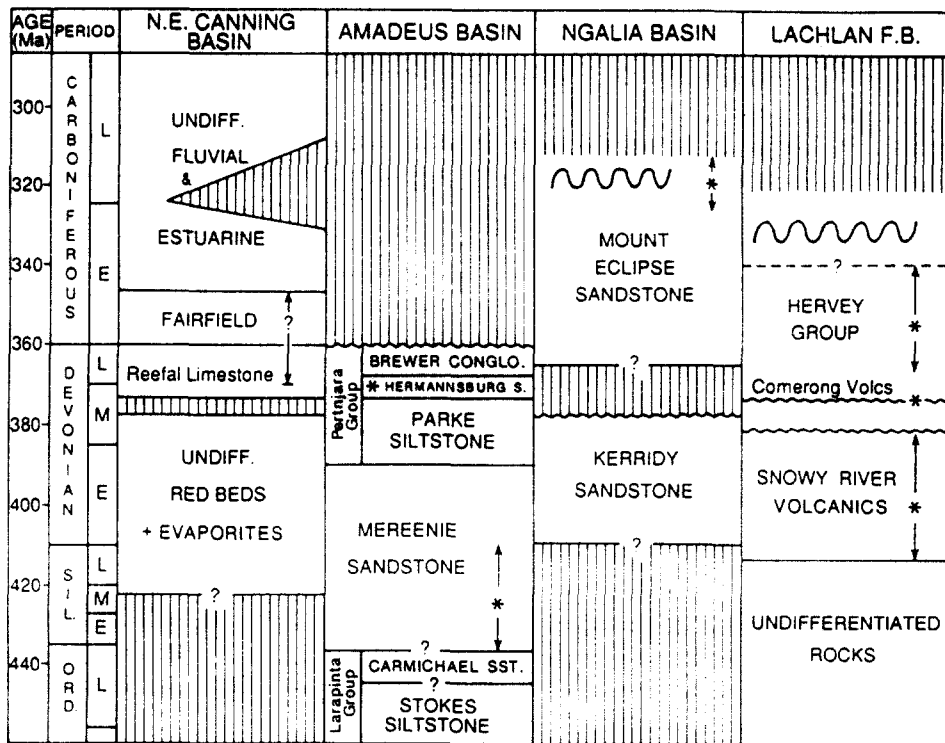 AGE (Ma)
PERIOD
N.E. CANNING BASIN
AMADEUS BASIN
NGALIA BASIN
LACHLAN F.B.
300
320
340
360
380
400
420
440
CARBONIFEROUS
L
E
DEVONIAN
L
M
E
SIL.
L
M
E
ORD.
L
UNDIFF.
FLUVIAL
&
ESTUARINE
FAIRFIELD
?
Reefal Limestone
UNDIFF.
RED BEDS
+ EVAPORITES
?
Pertnjara Group
BREWER CONGLO.
* HERMANNSBURG S.
PARKE
SILTSTONE
MEREENIE
SANDSTONE
*
?
Larapinta Group
CARMICHAEL SST.
?
STOKES
SILTSTONE
*
MOUNT
ECLIPSE
SANDSTONE
?
KERRIDY
SANDSTONE
?
?
HERVEY
GROUP
*
Comerong Volcs
*
SNOWY RIVER
VOLCANICS
*
UNDIFFERENTIATED
ROCKS